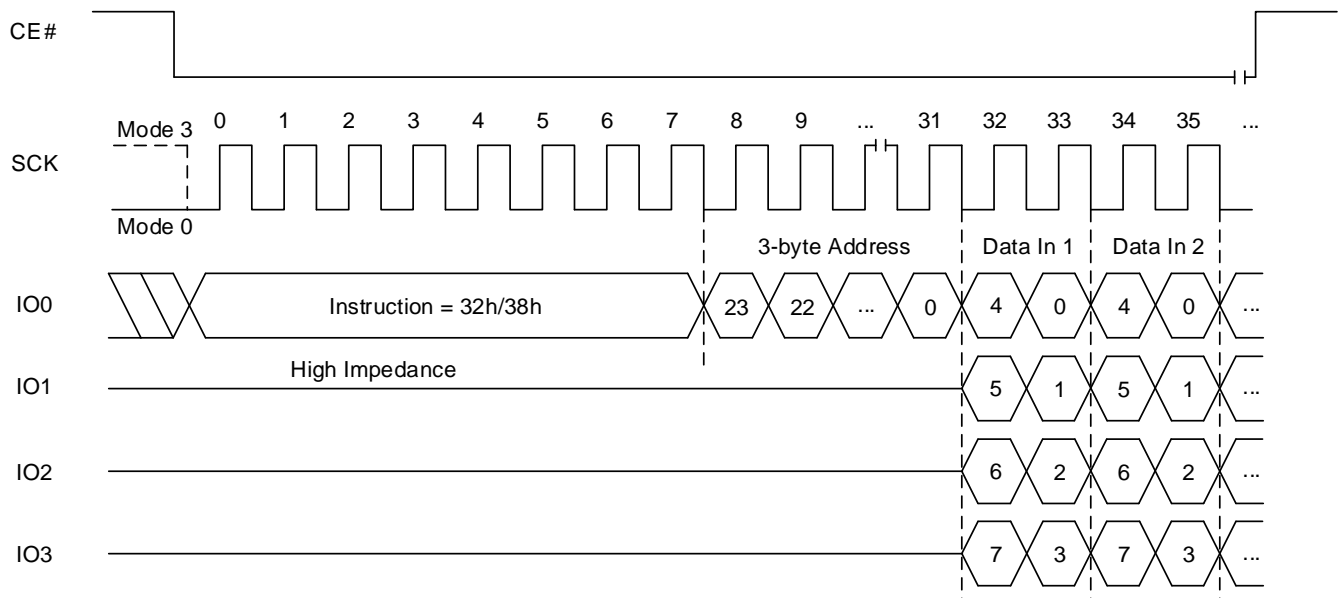 CE#
Mode 3 0 1 2 3 4 5 6 7 8 9 ... 31 32 33 34 35 ...
SCK
Mode 0
3-byte Address Data In 1 Data In 2
IO0 Instruction = 32h/38h 23 22 ... 0 4 0 4 0 ...
High Impedance
IO1 5 1 5 1 ...
IO2 6 2 6 2 ...
IO3 7 3 7 3 ...